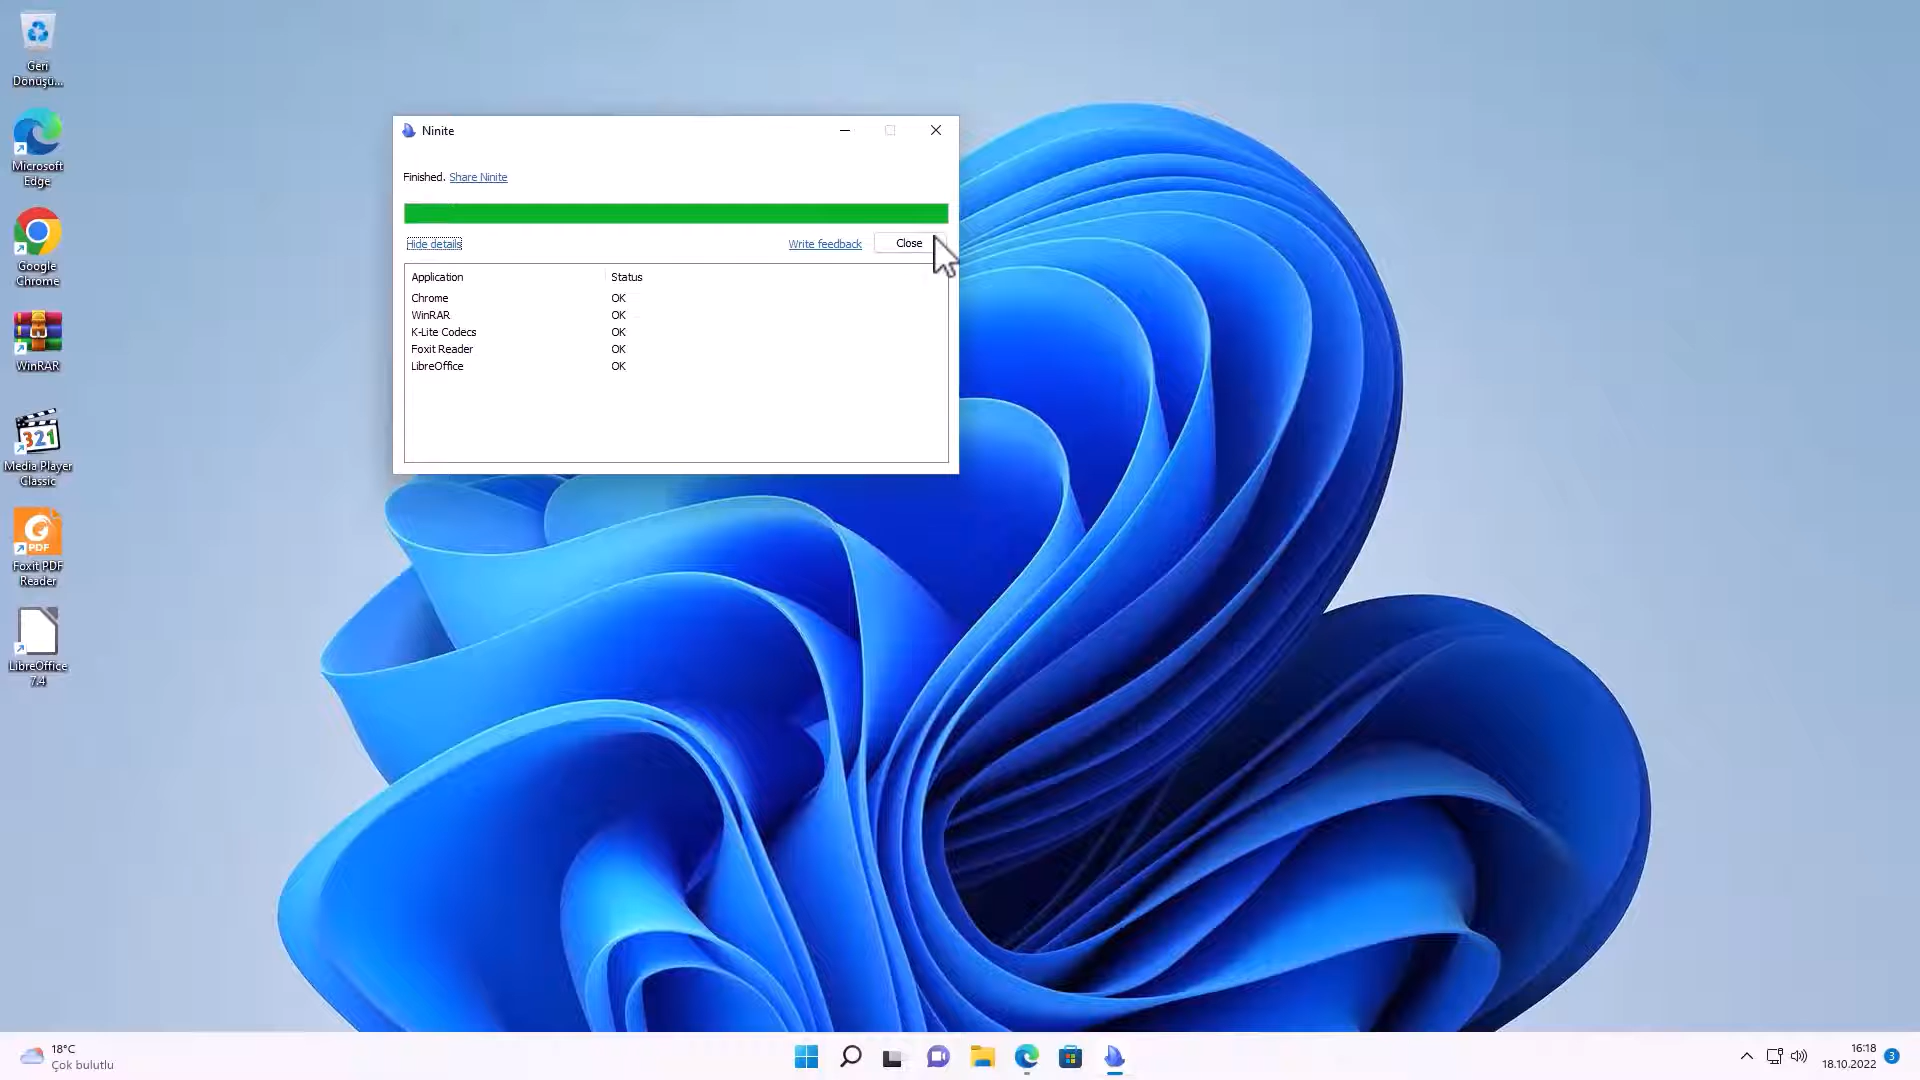 Geri
Dönüşü...
Microsoft
Edge
Google
Chrome
WinRAR
321
Media Player
Classic
PDF
Foxit PDF
Reader
LibreOffice
7.4
Ninite
Finished. Share Ninite
Hide details Write feedback Close
Application Status
Chrome OK
WinRAR OK
K-Lite Codecs OK
Foxit Reader OK
LibreOffice OK
18°C
Çok bulutlu
16:18
18.10.2022
3